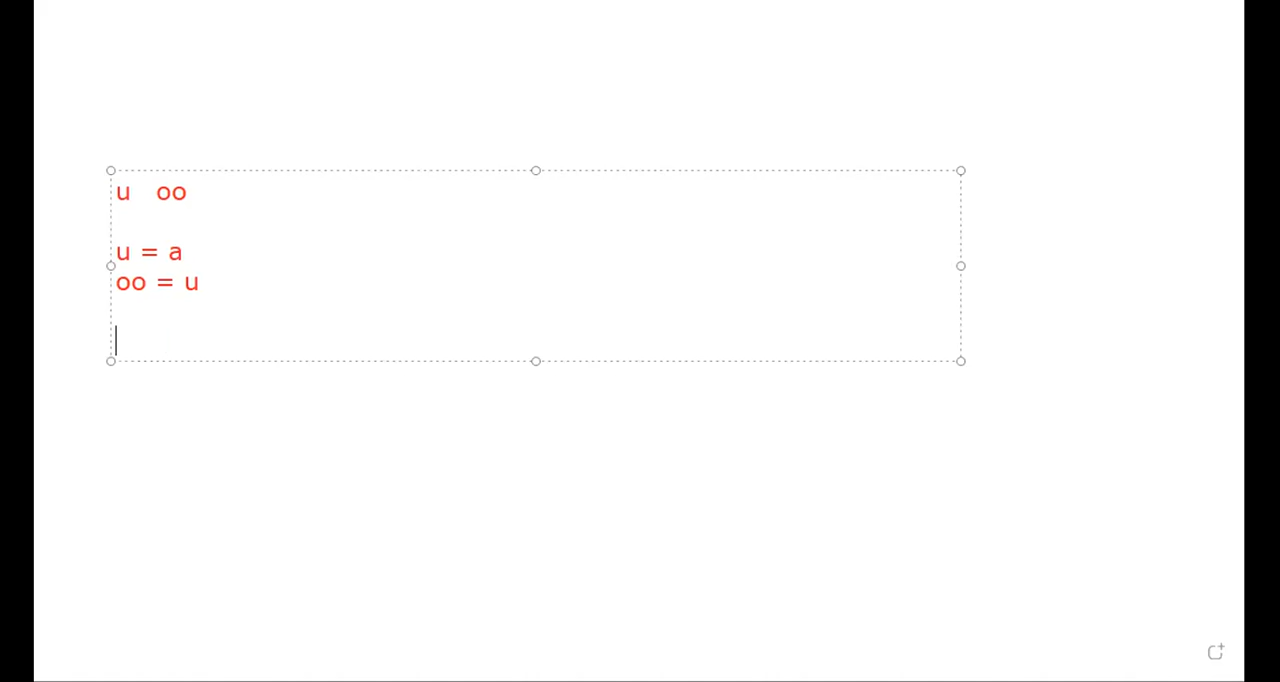 u oo
u = a
oo = u